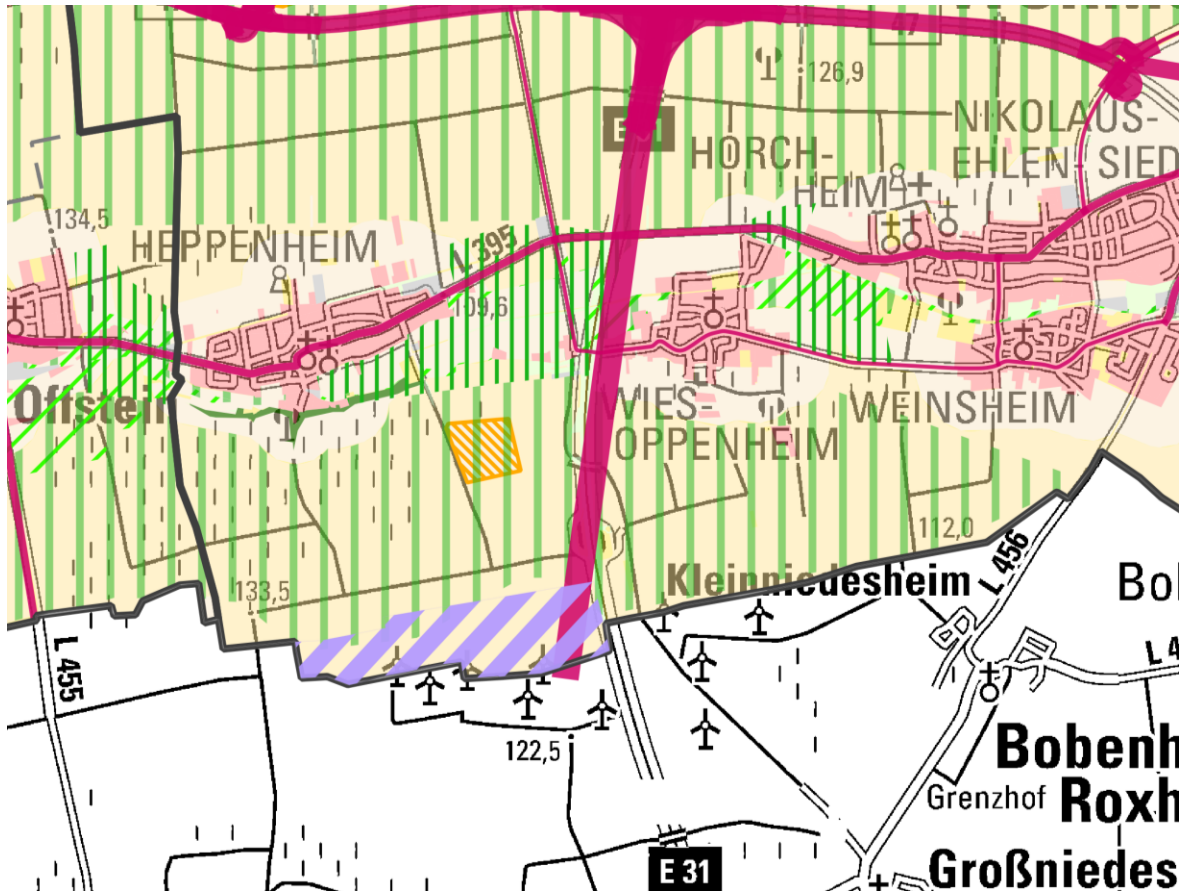 47
126,9
NIKOLAUS-
EHLEN- SIED
HORCH-
HEIM
134,5
HEPPENHEIM
N 395
109,6
Offstein
WIES-
OPPENHEIM
WEINSHEIM
112,0
133,5
Kleinniedesheim
L 456
Bo
L 455
L 4
122,5
Bobenh
Grenzhof
Roxh
E 31
Großniedes